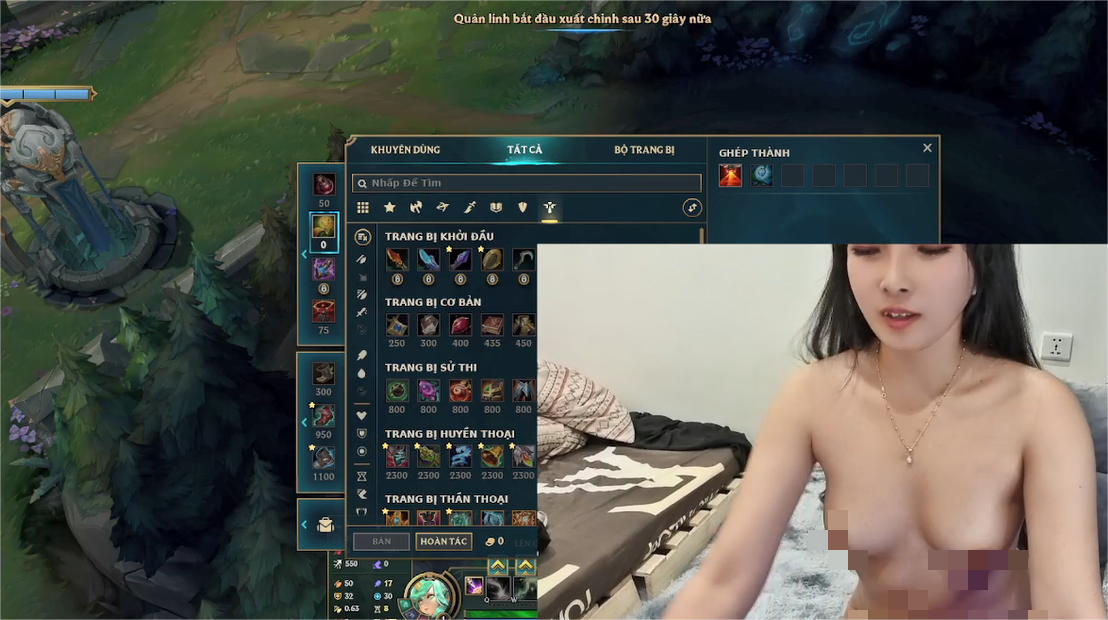 Quân lính bắt đầu xuất chinh sau 30 giây nữa
KHUYÊN DÙNG
TẤT CẢ
BỘ TRANG BỊ
GHÉP THÀNH
Nhấp Để Tìm
50
0
75
300
950
1100
TRANG BỊ KHỞI ĐẦU
TRANG BỊ CƠ BẢN
250 300 400 435 450
TRANG BỊ SỬ THI
800 800 800 800 800
TRANG BỊ HUYỀN THOẠI
2300 2300 2300 2300 2300
TRANG BỊ THẦN THOẠI
BÁN
HOÀN TÁC
0
550 0
50 17
32 30
0.63 8
Q
W